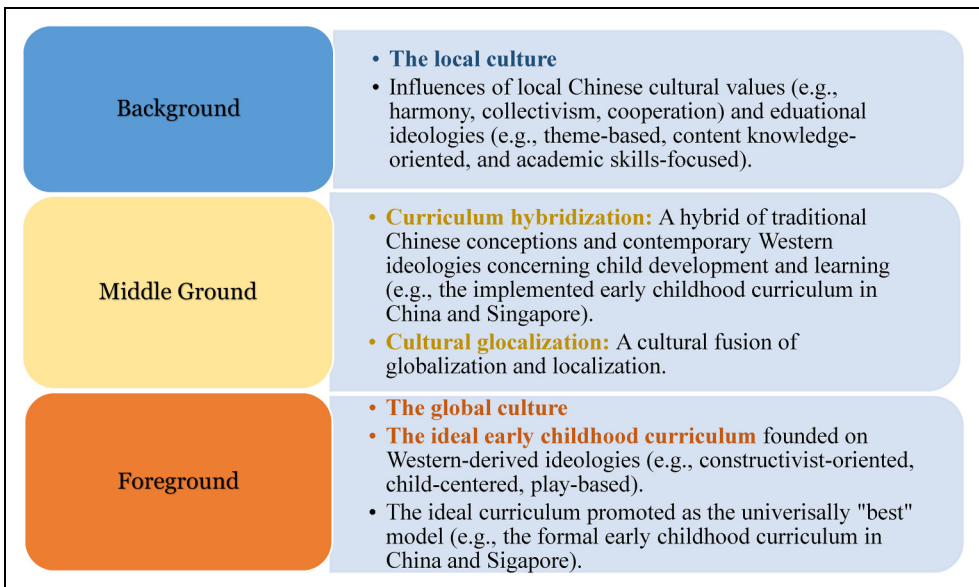 Background
• The local culture
• Influences of local Chinese cultural values (e.g.,
harmony, collectivism, cooperation) and eduational
ideologies (e.g., theme-based, content knowledge-
oriented, and academic skills-focused).
Middle Ground
• Curriculum hybridization: A hybrid of traditional
Chinese conceptions and contemporary Western
ideologies concerning child development and learning
(e.g., the implemented early childhood curriculum in
China and Singapore).
• Cultural glocalization: A cultural fusion of
globalization and localization.
Foreground
• The global culture
• The ideal early childhood curriculum founded on
Western-derived ideologies (e.g., constructivist-oriented,
child-centered, play-based).
• The ideal curriculum promoted as the univerisally "best"
model (e.g., the formal early childhood curriculum in
China and Sigapore).